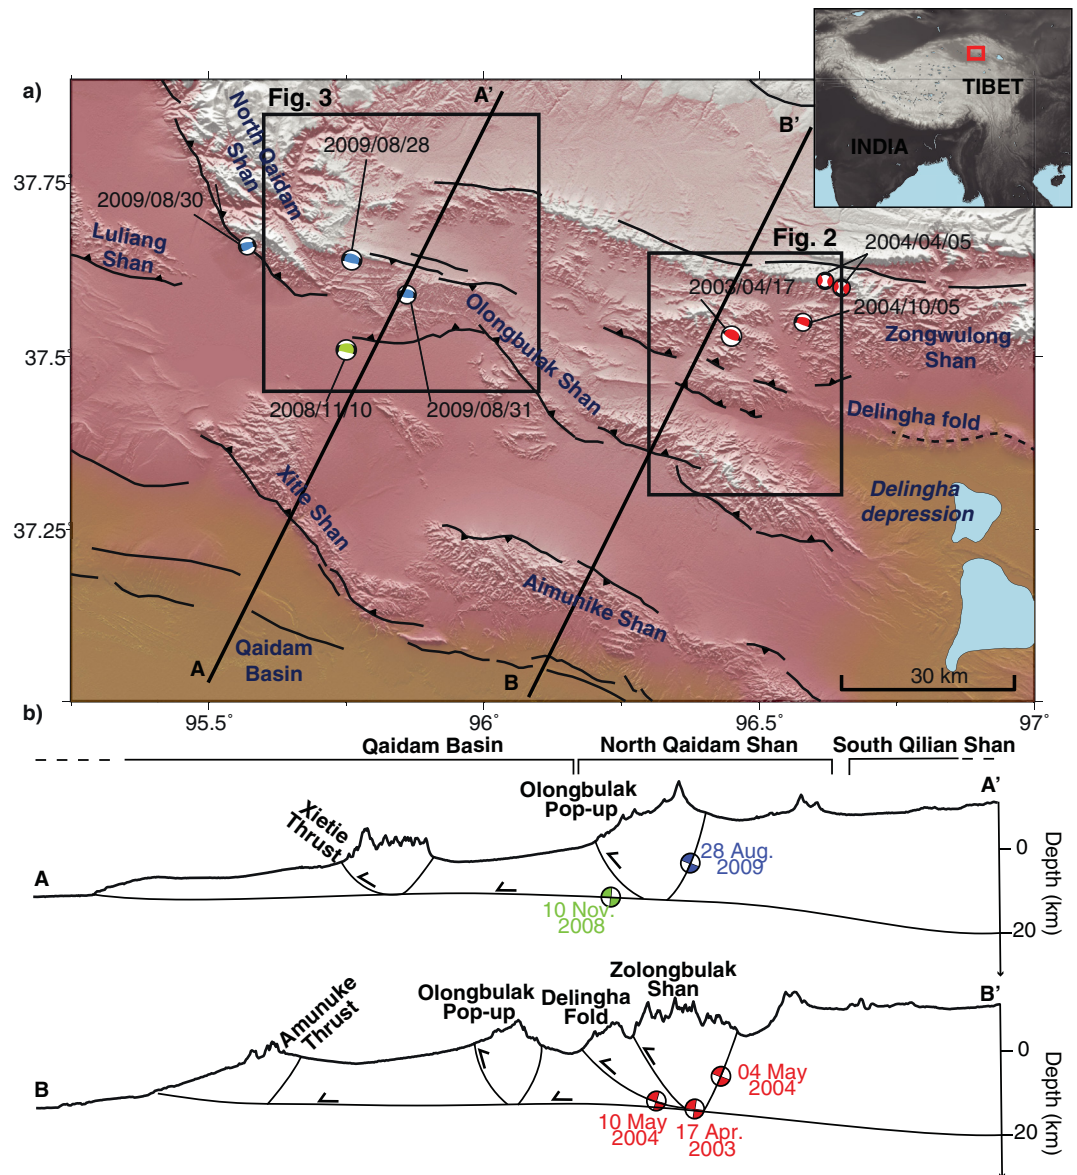 a)
Fig. 3
A'
TIBET
INDIA
B'
North Qaidam
Shan
2009/08/28
37.75°
2009/08/30
Luliang
Shan
Fig. 2
2004/04/05
2003/04/17
2004/10/05
Zongwulong
Shan
Olongbulak Shan
37.5°
2008/11/10
2009/08/31
Delingha fold
Xitie Shan
Delingha
depression
37.25°
Aimunike Shan
Qaidam
Basin
A
B
30 km
95.5°
96°
96.5°
97°
b)
Qaidam Basin
North Qaidam Shan
South Qilian Shan
Olongbulak
Pop-up
A'
Xietie
Thrust
0
28 Aug.
2009
A
10 Nov.
2008
20
Depth (km)
Zolongbulak
Shan
B'
Olongbulak
Pop-up
Delingha
Fold
Amunuke
Thrust
0
04 May
2004
B
10 May
2004
17 Apr.
2003
20
Depth (km)